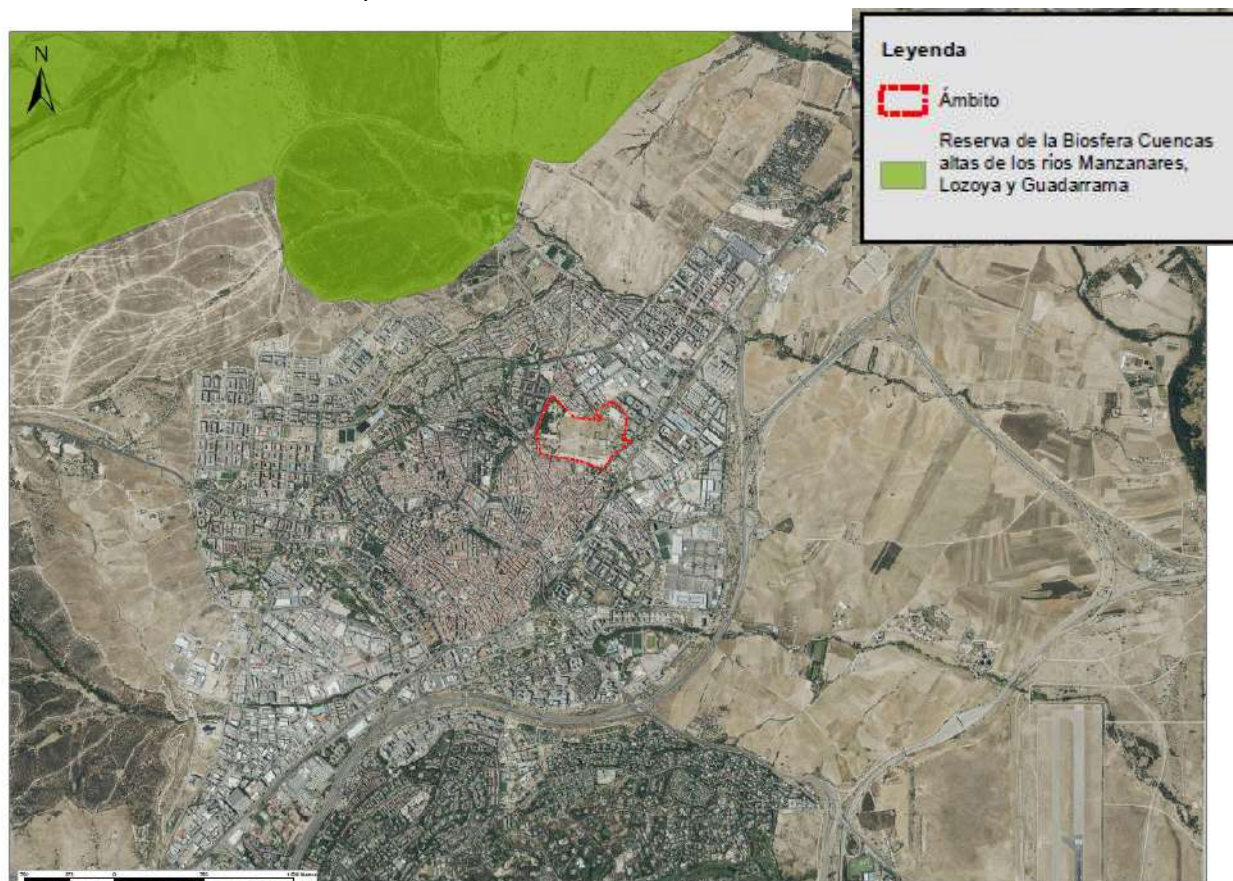 N
Leyenda
Ámbito
Reserva de la Biosfera Cuencas
altas de los ríos Manzanares,
Lozoya y Guadarrama